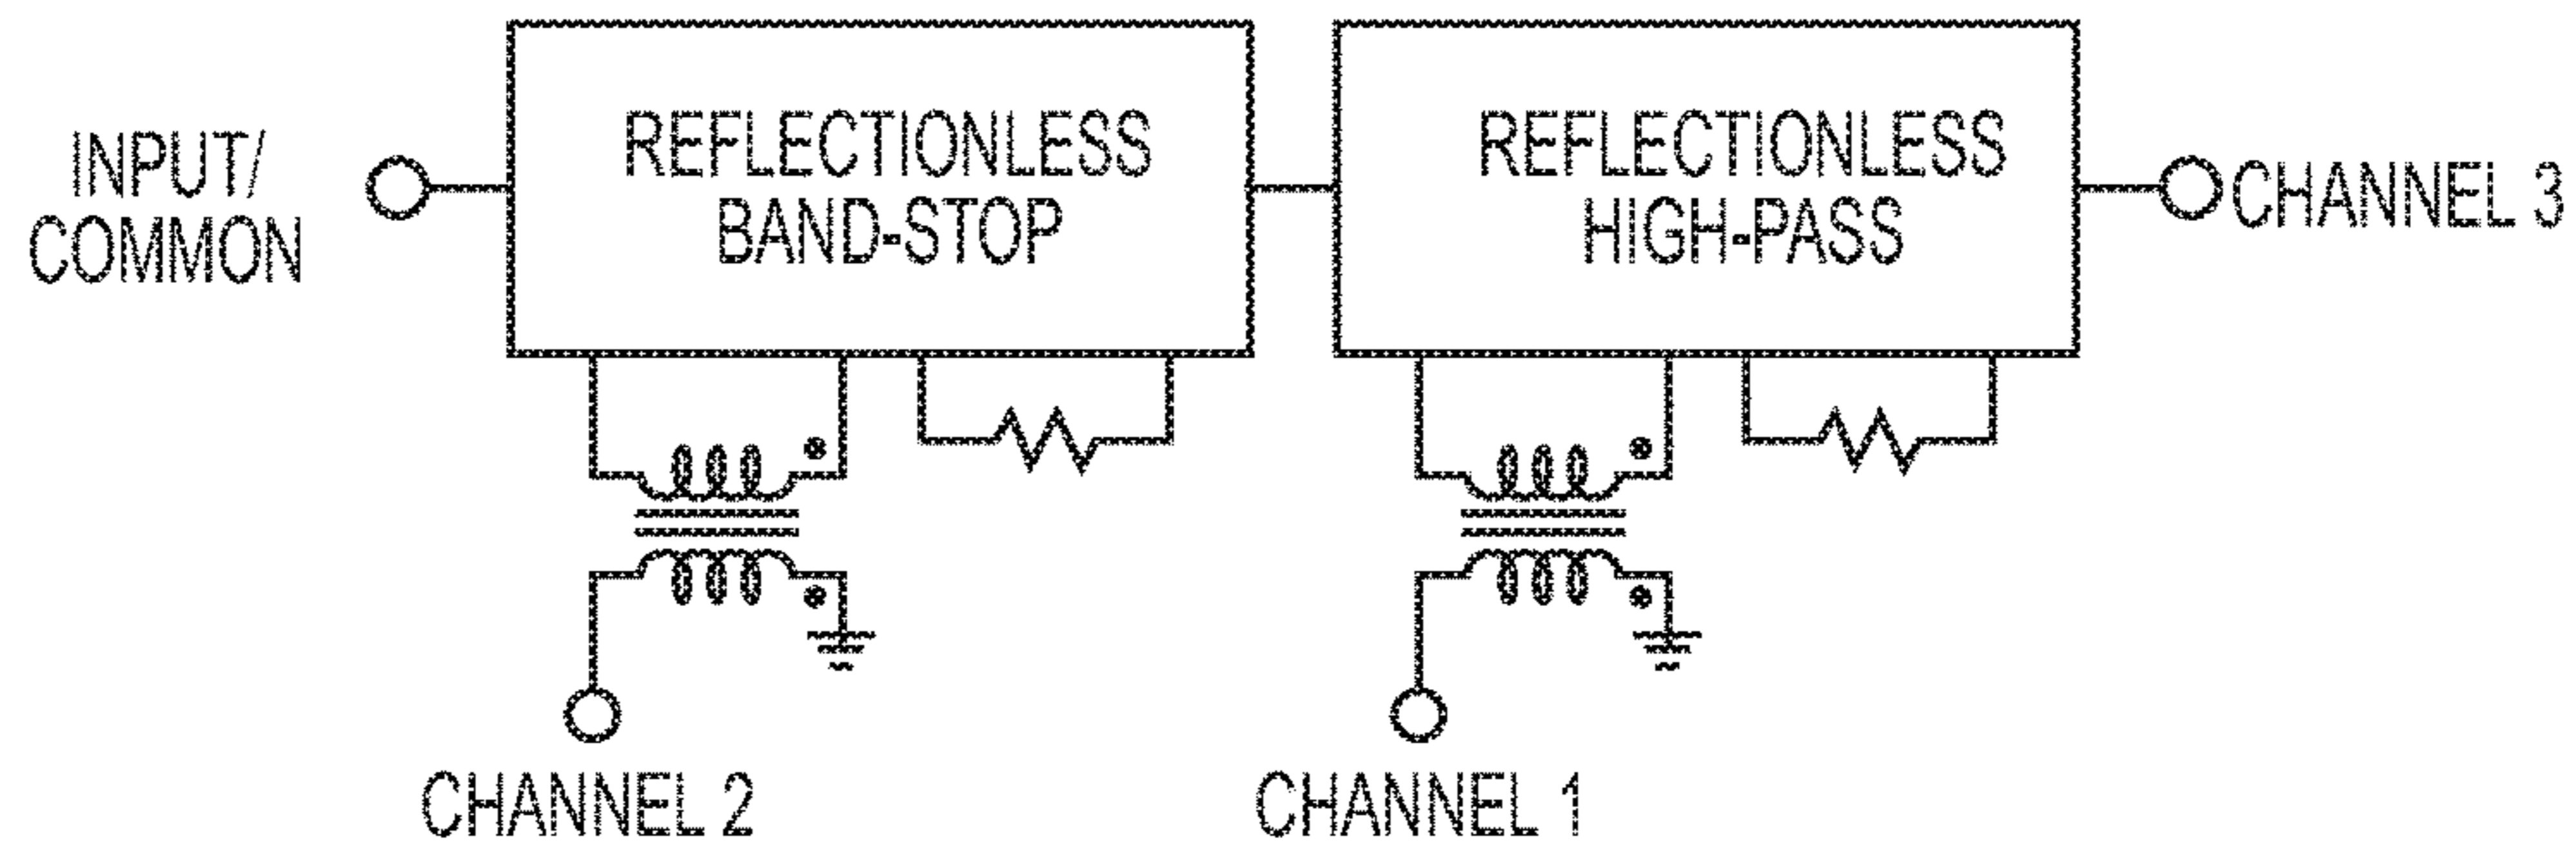 INPUT/
COMMON
REFLECTIONLESS
BAND-STOP
REFLECTIONLESS
HIGH-PASS
CHANNEL 3
CHANNEL 2
CHANNEL 1